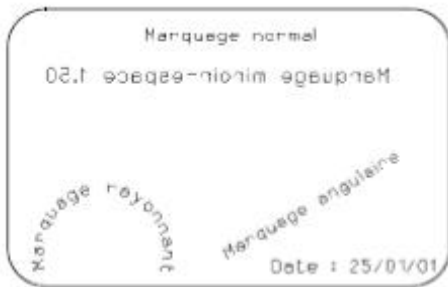 Marquage normal
Marquage miroir-espace 1.50
Marquage rayonnant
Marquage angulaire
Date : 25/01/01